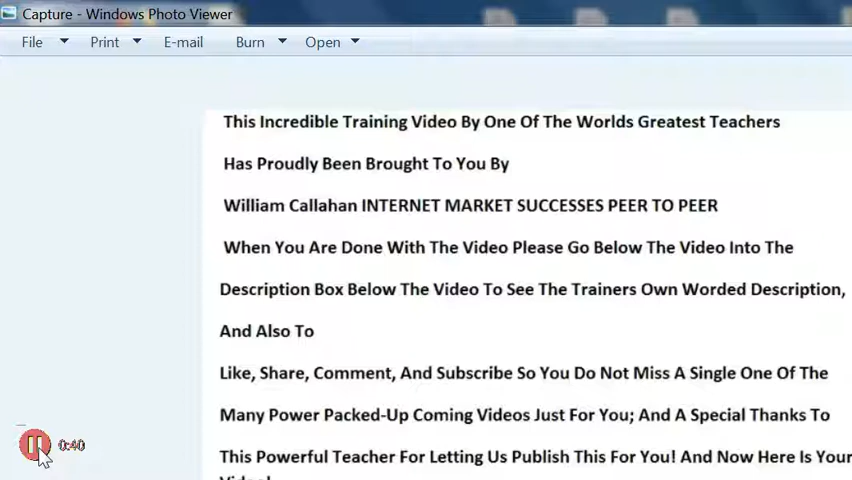 Capture - Windows Photo Viewer
File Print E-mail Burn Open
This Incredible Training Video By One Of The Worlds Greatest Teachers
Has Proudly Been Brought To You By
William Callahan INTERNET MARKET SUCCESSES PEER TO PEER
When You Are Done With The Video Please Go Below The Video Into The
Description Box Below The Video To See The Trainers Own Worded Description,
And Also To
Like, Share, Comment, And Subscribe So You Do Not Miss A Single One Of The
Many Power Packed-Up Coming Videos Just For You; And A Special Thanks To
0:40
This Powerful Teacher For Letting Us Publish This For You! And Now Here Is Your
Video!